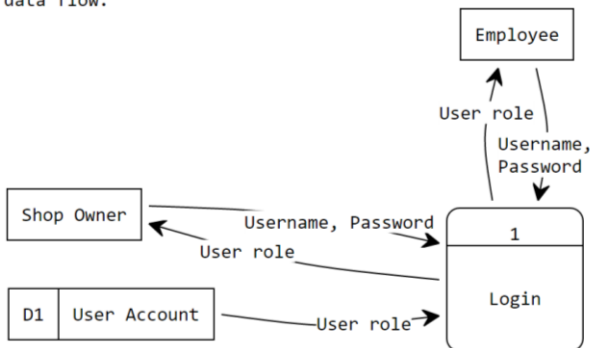 data flow.
Employee
User role
Username,
Password
Shop Owner
Username, Password
User role
1
Login
D1 User Account
User role